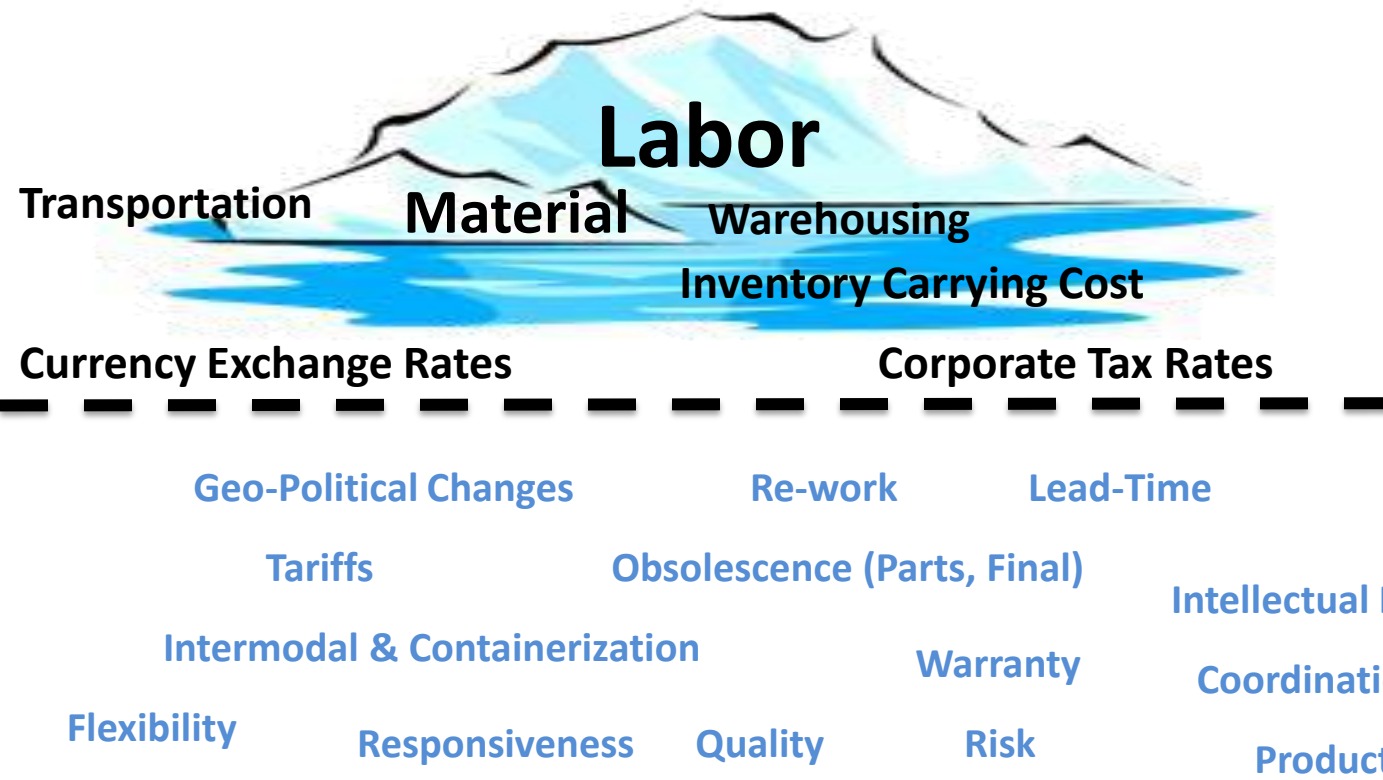 Labor
Transportation
Material
Warehousing
Inventory Carrying Cost
Currency Exchange Rates
Corporate Tax Rates
Geo-Political Changes
Re-work
Lead-Time
Tariffs
Obsolescence (Parts, Final)
Intellectual
Intermodal & Containerization
Warranty
Flexibility
Responsiveness
Quality
Risk